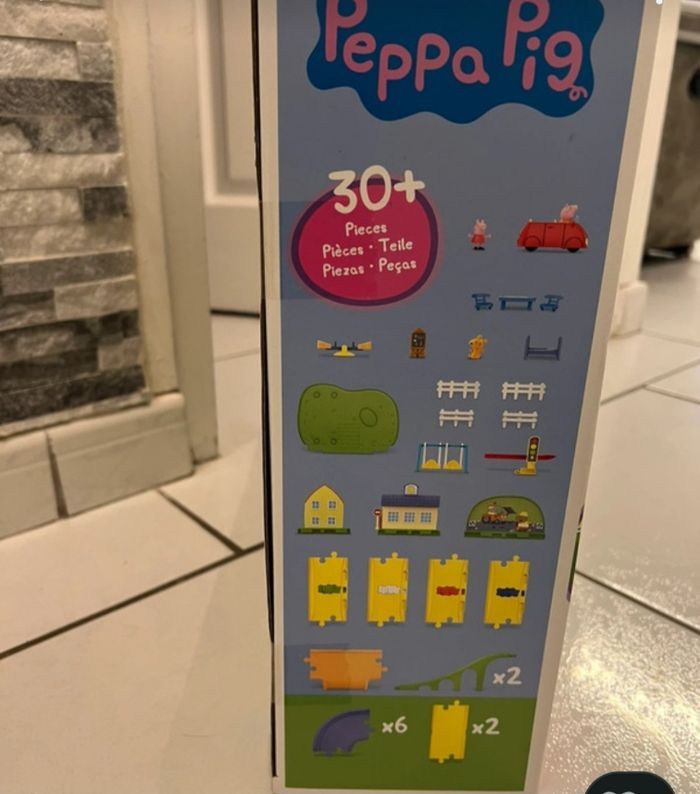 Peppa Pig
30+
Pieces
Pièces · Teile
Piezas · Peças
x2
x6
x2